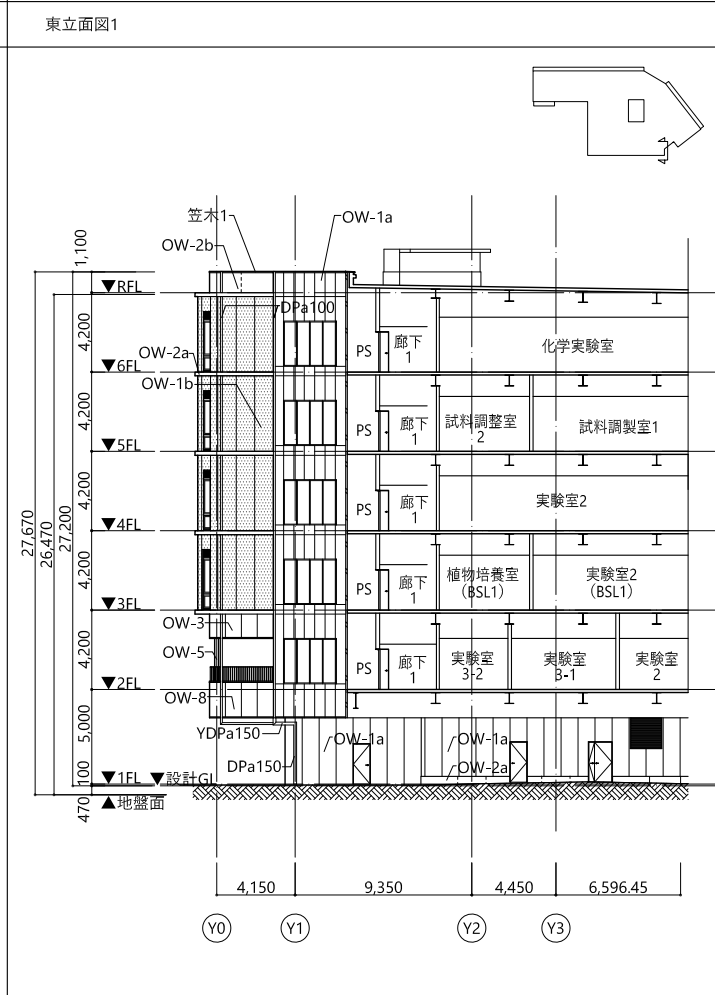 東立面図1
笠木1
OW-1a
OW-2b
1,100
▼RFL
DPa100
4,200
PS
廊下
1
化学実験室
OW-2a
▼6FL
OW-1b
4,200
PS
廊下
1
試料調整室
2
試料調製室1
▼5FL
4,200
PS
廊下
1
実験室2
▼4FL
27,670
26,470
27,200
4,200
PS
廊下
1
植物培養室
(BSL1)
実験室2
(BSL1)
▼3FL
OW-3
OW-5
4,200
PS
廊下
1
実験室
3-2
実験室
3-1
実験室
2
▼2FL
OW-8
5,000
YDPa150
OW-1a
OW-1a
DPa150
OW-2a
100
▼1FL
▼設計GL
470
▲地盤面
4,150
9,350
4,450
6,596.45
Y0
Y1
Y2
Y3